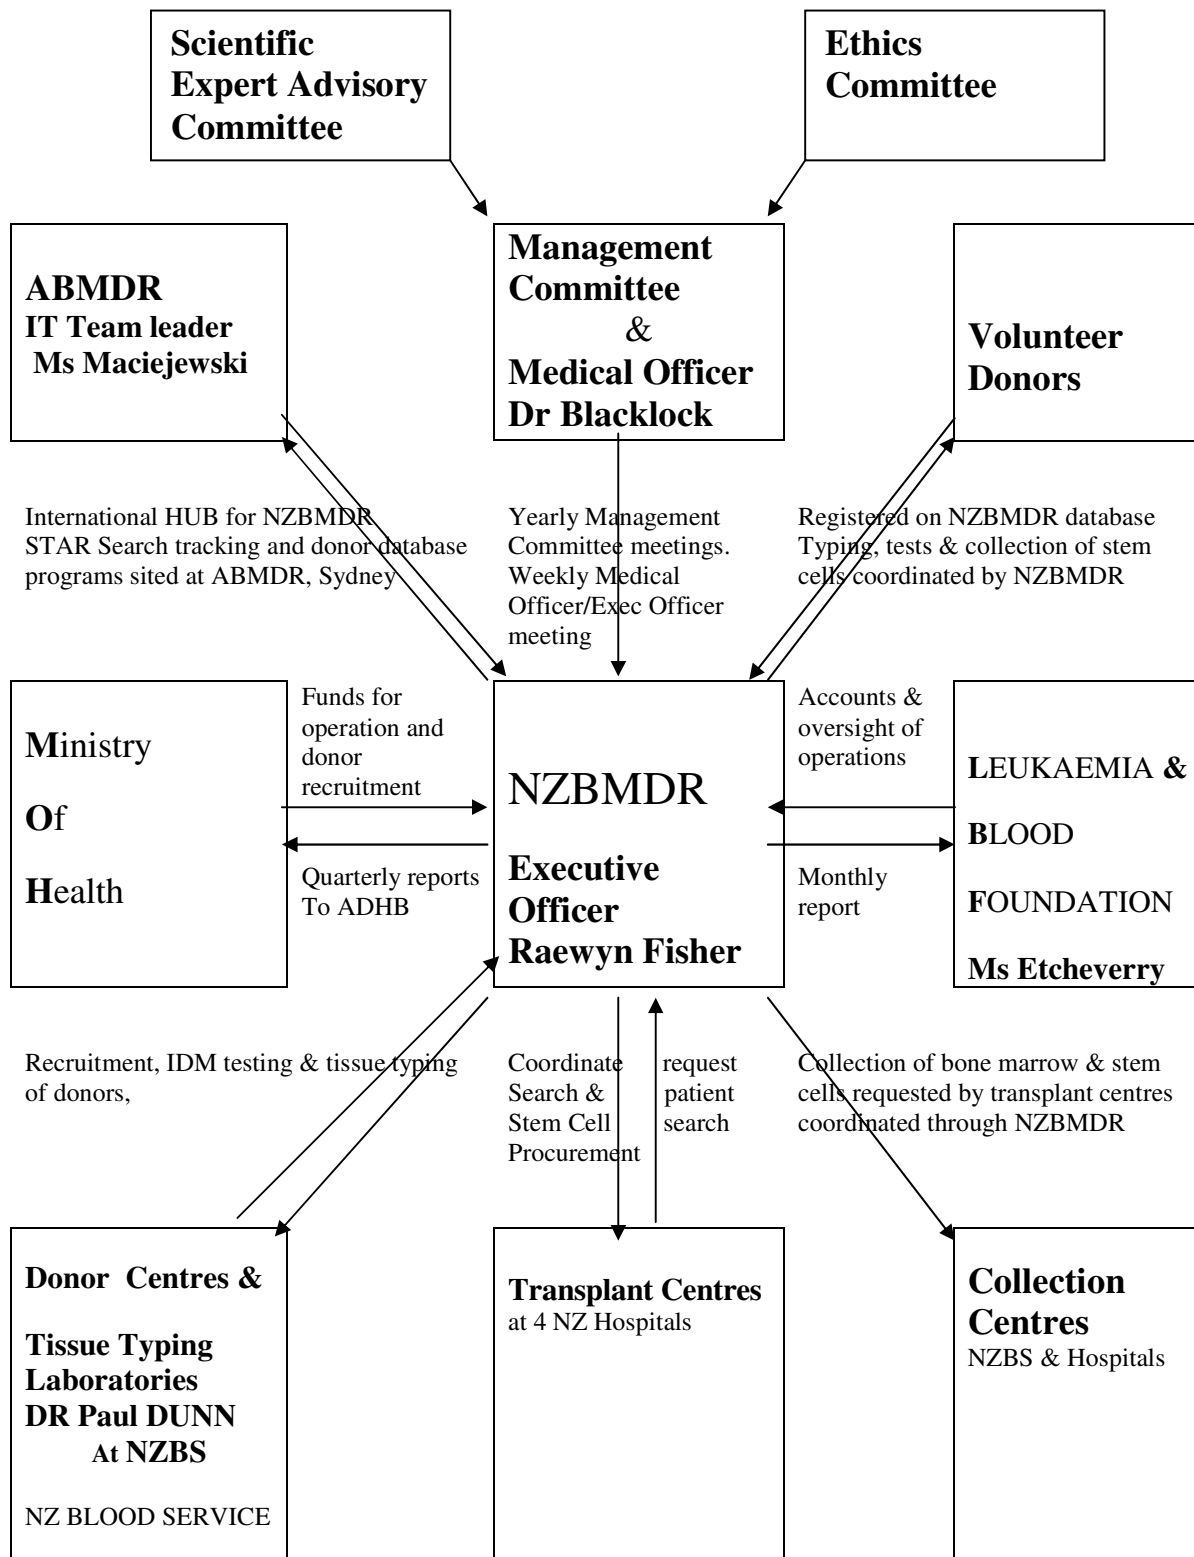 Scientific
Expert Advisory
Committee
Ethics
Committee
ABMDR
IT Team leader
Ms Maciejewski
Management
Committee
&
Medical Officer
Dr Blacklock
Volunteer
Donors
International HUB for NZBMDR
STAR Search tracking and donor database
programs sited at ABMDR, Sydney
Yearly Management
Committee meetings.
Weekly Medical
Officer/Exec Officer
meeting
Registered on NZBMDR database
Typing, tests & collection of stem
cells coordinated by NZBMDR
Ministry
Of
Health
Funds for
operation and
donor
recruitment
Quarterly reports
To ADHB
NZBMDR
Executive
Officer
Raewyn Fisher
Accounts &
oversight of
operations
Monthly
report
LEUKAEMIA &
BLOOD
FOUNDATION
Ms Etcheverry
Recruitment, IDM testing & tissue typing
of donors,
Coordinate
Search &
Stem Cell
Procurement
request
patient
search
Collection of bone marrow & stem
cells requested by transplant centres
coordinated through NZBMDR
Donor Centres &
Tissue Typing
Laboratories
DR Paul DUNN
At NZBS
NZ BLOOD SERVICE
Transplant Centres
at 4 NZ Hospitals
Collection
Centres
NZBS & Hospitals